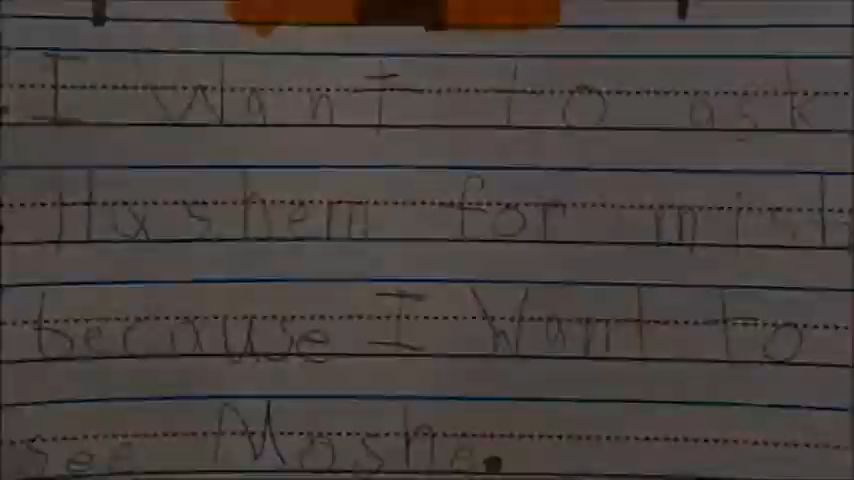 I want to ask
Hashem for
because I want to
see Moshe.